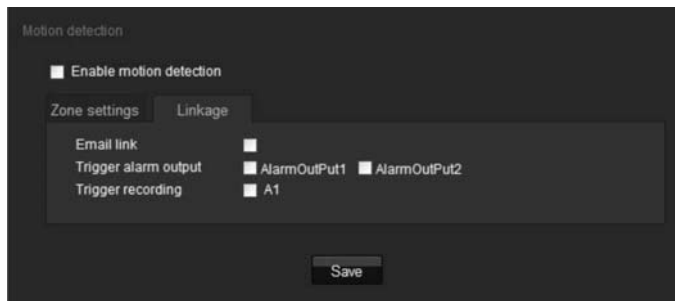 Motion detection
Enable motion detection
Zone settings Linkage
Email link
Trigger alarm output AlarmOutPut1 AlarmOutPut2
Trigger recording A1
Save